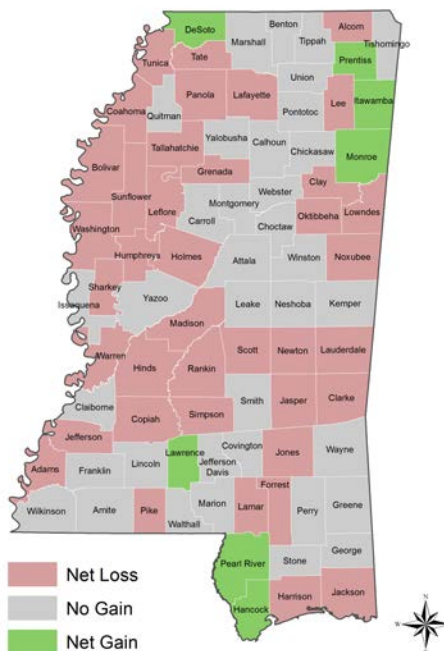 DeSoto
Benton
Alcorn
Marshall
Tippah
Tishomingo
Prentiss
Tunica
Tate
Union
Itawamba
Panola
Lafayette
Lee
Coahoma
Quitman
Pontotoc
Yalobusha
Calhoun
Tallahatchie
Chickasaw
Monroe
Bolivar
Grenada
Clay
Sunflower
Webster
Leflore
Montgomery
Lowndes
Oktibbeha
Washington
Carroll
Choctaw
Humphreys
Holmes
Winston
Noxubee
Attala
Sharkey
Issaquena
Yazoo
Leake
Neshoba
Kemper
Madison
Warren
Scott
Newton
Lauderdale
Hinds
Rankin
Claiborne
Smith
Jasper
Clarke
Copiah
Simpson
Jefferson
Covington
Wayne
Lawrence
Jones
Jefferson
Davis
Adams
Lincoln
Franklin
Forrest
Marion
Lamar
Perry
Greene
Wilkinson
Amite
Pike
Walthall
George
Stone
Pearl River
Hancock
Harrison
Jackson
Net Loss
No Gain
Net Gain
N
W
E
S